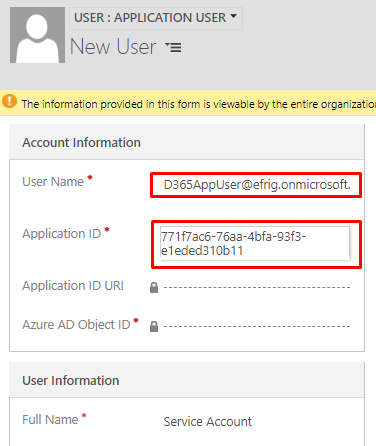 USER : APPLICATION USER
New User
The information provided in this form is viewable by the entire organizatio
Account Information
User Name *
D365AppUser@efrig.onmicrosoft.
Application ID *
771f7ac6-76aa-4bfa-93f3-
e1eded310b11
Application ID URI
Azure AD Object ID *
User Information
Full Name *
Service Account